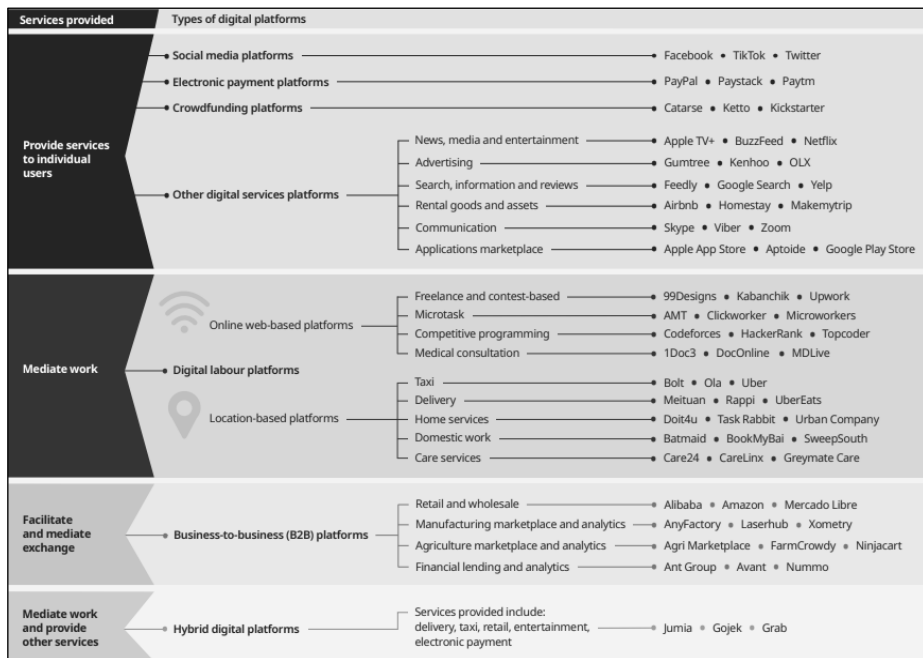 Services provided Types of digital platforms
Social media platforms Facebook • TikTok • Twitter
Electronic payment platforms PayPal • Paystack • Paytm
Crowdfunding platforms Catarse • Ketto • Kickstarter
Provide services
to individual
users
Other digital services platforms
News, media and entertainment Apple TV+ • BuzzFeed • Netflix
Advertising Gumtree • Kenhoo • OLX
Search, information and reviews Feedly • Google Search • Yelp
Rental goods and assets Airbnb • Homestay • Makemytrip
Communication Skype • Viber • Zoom
Applications marketplace Apple App Store • Aptoide • Google Play Store
Mediate work
Digital labour platforms
Online web-based platforms
Freelance and contest-based 99Designs • Kabanchik • Upwork
Microtask AMT • Clickworker • Microworkers
Competitive programming Codeforces • HackerRank • Topcoder
Medical consultation 1Doc3 • DocOnline • MDLive
Location-based platforms
Taxi Bolt • Ola • Uber
Delivery Meituan • Rappi • UberEats
Home services Doit4u • Task Rabbit • Urban Company
Domestic work Batmaid • BookMyBai • SweepSouth
Care services Care24 • CareLinx • Greymate Care
Facilitate
and mediate
exchange
Business-to-business (B2B) platforms
Retail and wholesale Alibaba • Amazon • Mercado Libre
Manufacturing marketplace and analytics AnyFactory • Laserhub • Xometry
Agriculture marketplace and analytics Agri Marketplace • FarmCrowdy • Ninjacart
Financial lending and analytics Ant Group • Avant • Nummo
Mediate work
and provide
other services
Hybrid digital platforms
Services provided include:
delivery, taxi, retail, entertainment,
electronic payment
Jumia • Gojek • Grab